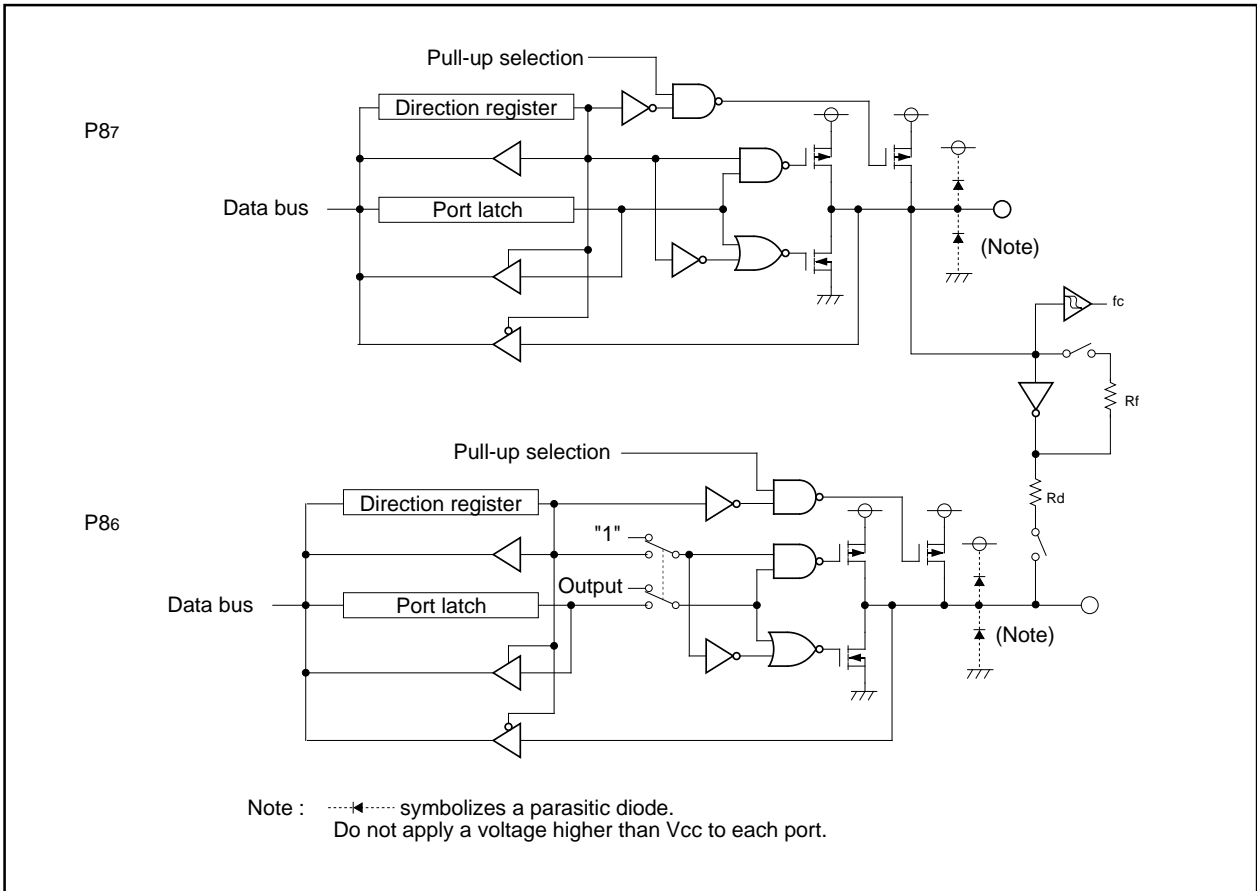 Pull-up selection
Direction register
P87
Data bus
Port latch
(Note)
fc
Rf
Pull-up selection
Direction register
Rd
P86
"1"
Output
Data bus
Port latch
(Note)
Note : symbolizes a parasitic diode.
Do not apply a voltage higher than Vcc to each port.